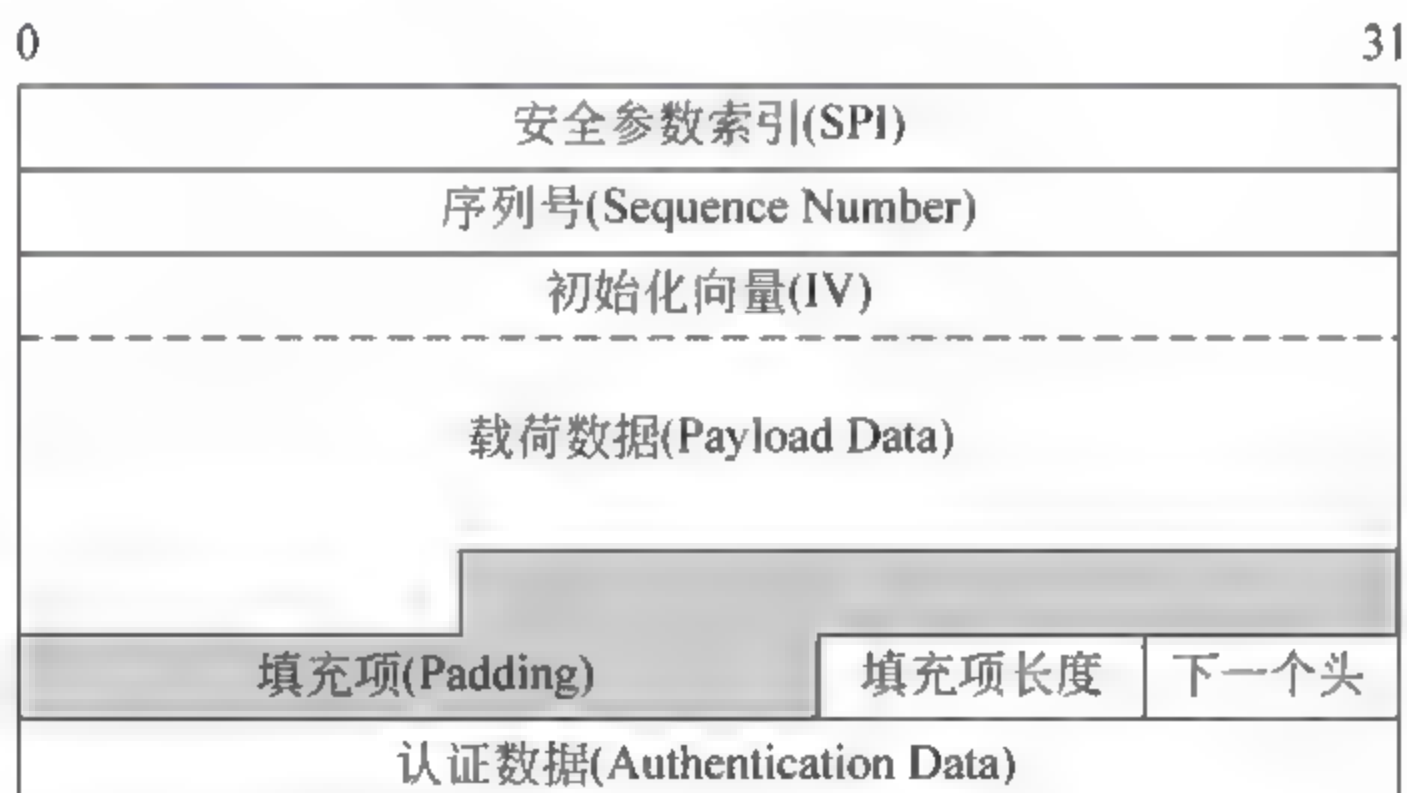 0 31
安全参数索引(SPI)
序列号(Sequence Number)
初始化向量(IV)
载荷数据(Payload Data)
填充项(Padding) 填充项长度 下一个头
认证数据(Authentication Data)